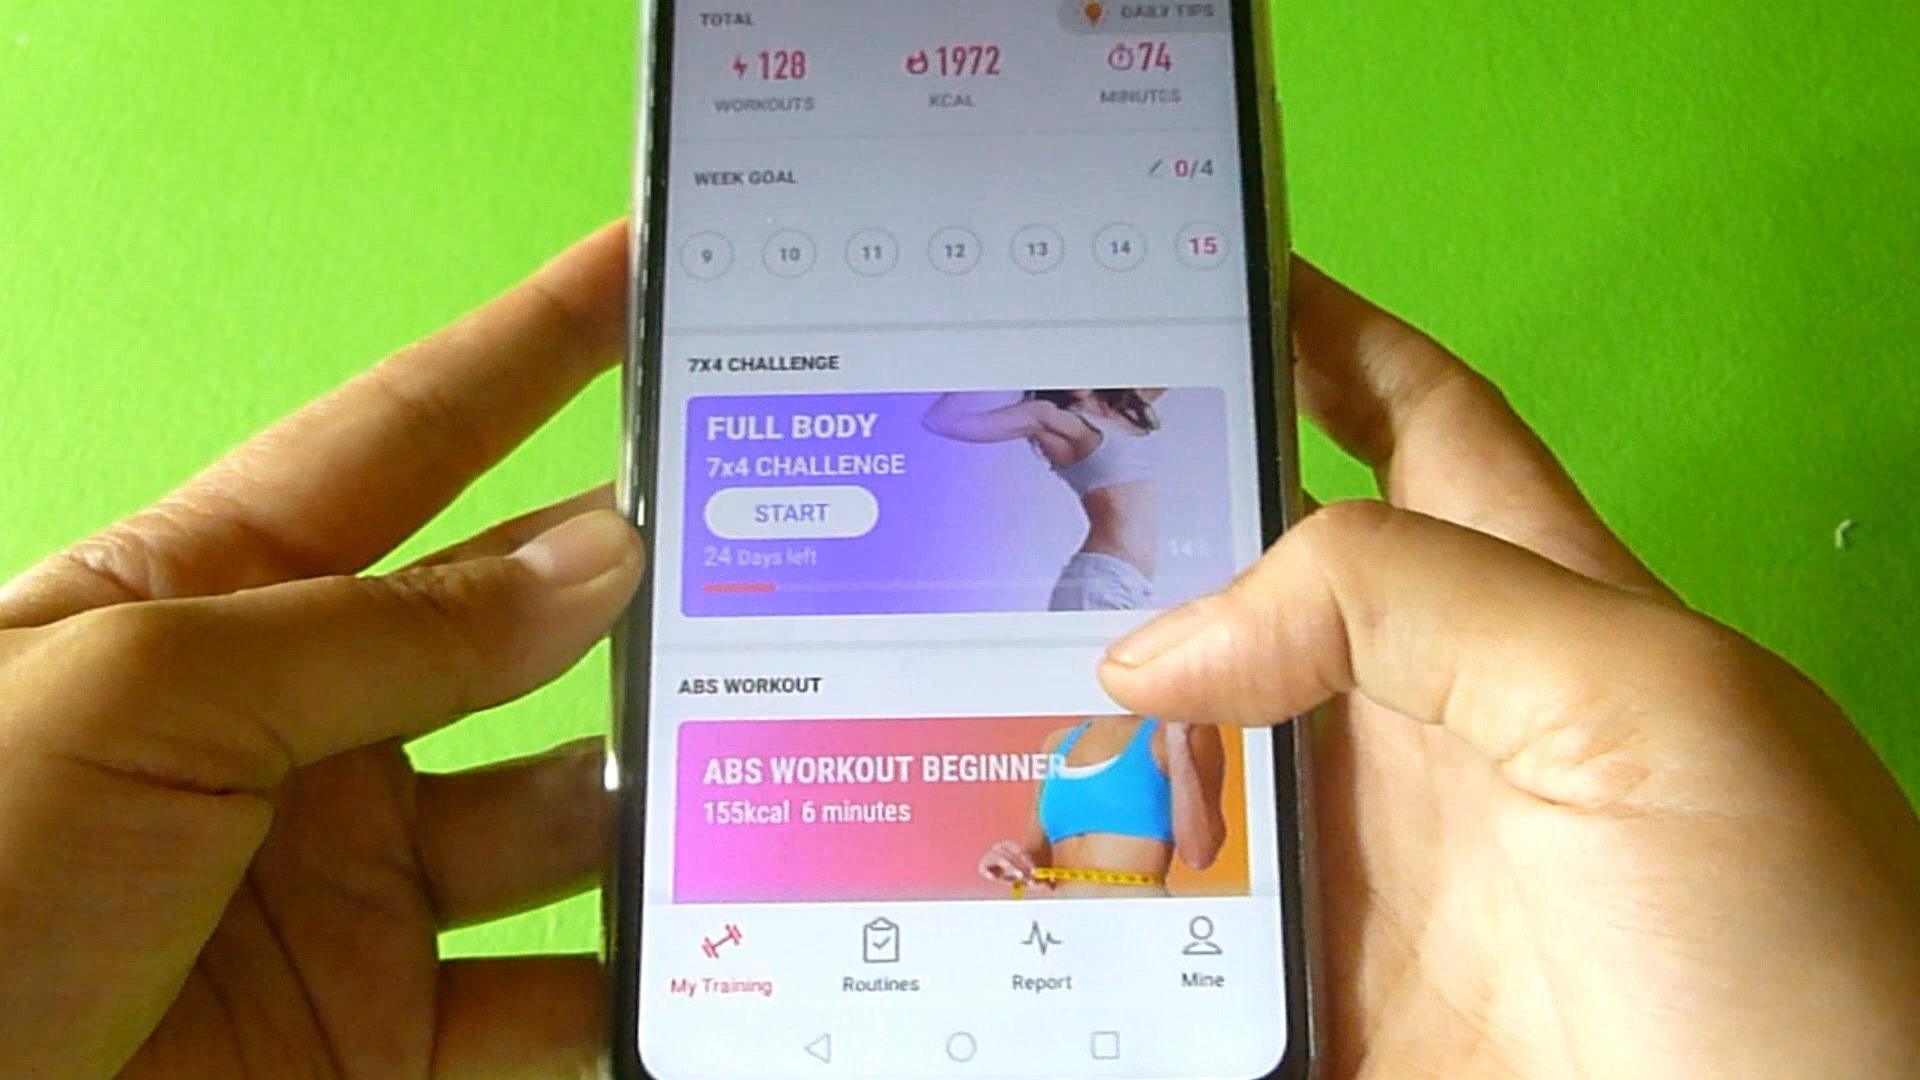 TOTAL
DAILY TIPS
128
1972
74
WORKOUTS
KCAL
MINUTES
WEEK GOAL
0/4
9
10
11
12
13
14
15
7X4 CHALLENGE
FULL BODY
7x4 CHALLENGE
START
24 Days left
14%
ABS WORKOUT
ABS WORKOUT BEGINNER
155kcal 6 minutes
My Training
Routines
Report
Mine